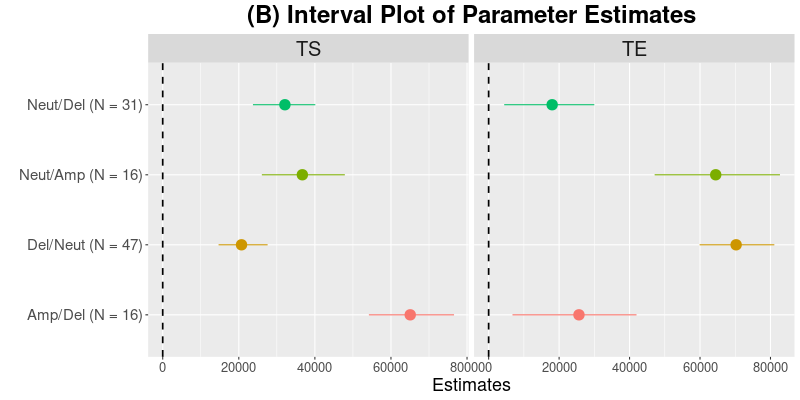 (B) Interval Plot of Parameter Estimates
TS TE
Neut/Del (N = 31)
Neut/Amp (N = 16)
Del/Neut (N = 47)
Amp/Del (N = 16)
0 20000 40000 60000 80000 0 20000 40000 60000 80000
Estimates